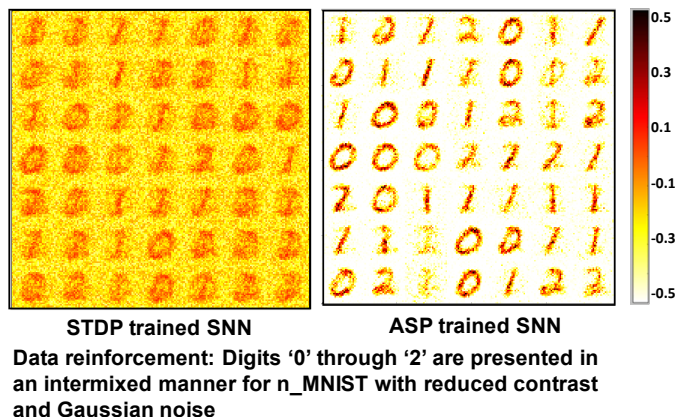 0.5
0.3
0.1
-0.1
-0.3
-0.5
STDP trained SNN
ASP trained SNN
Data reinforcement: Digits ‘0’ through ‘2’ are presented in
an intermixed manner for n_MNIST with reduced contrast
and Gaussian noise